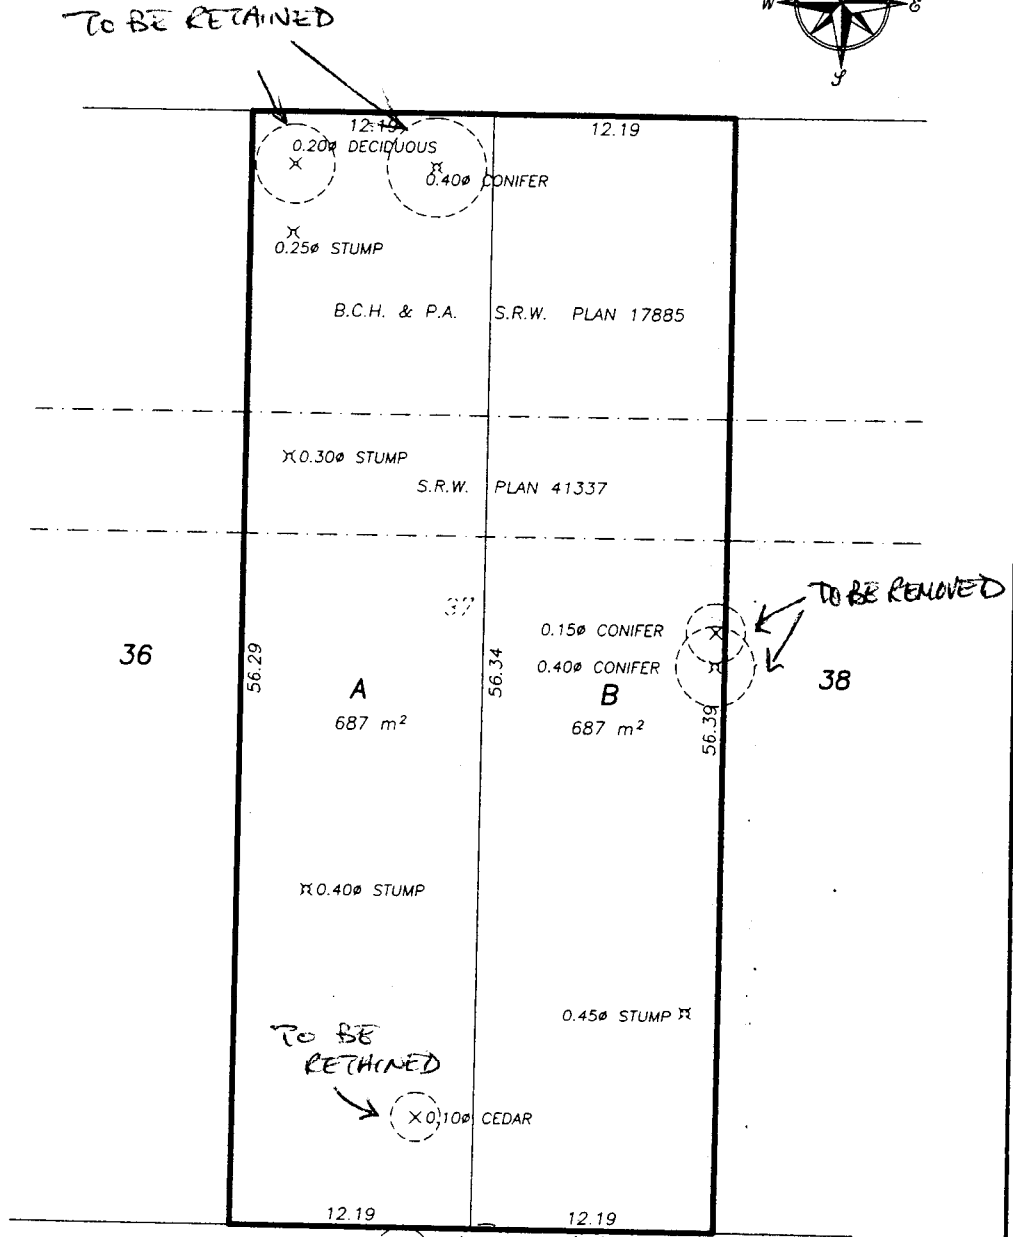 TO BE RETAINED
W E
S
12.19 12.19
0.20ø DECIDUOUS
0.40ø CONIFER
0.25ø STUMP
B.C.H. & P.A. S.R.W. PLAN 17885
0.30ø STUMP
S.R.W. PLAN 41337
TO BE REMOVED
37
0.15ø CONIFER
36
56.29
56.34
0.40ø CONIFER
38
A
B
687 m²
687 m²
56.39
0.40ø STUMP
0.45ø STUMP
TO BE
RETAINED
0.10ø CEDAR
12.19 12.19